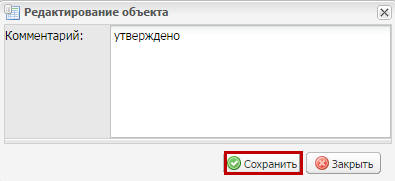 Редактирование объекта
Комментарий: утверждено
Сохранить Закрыть